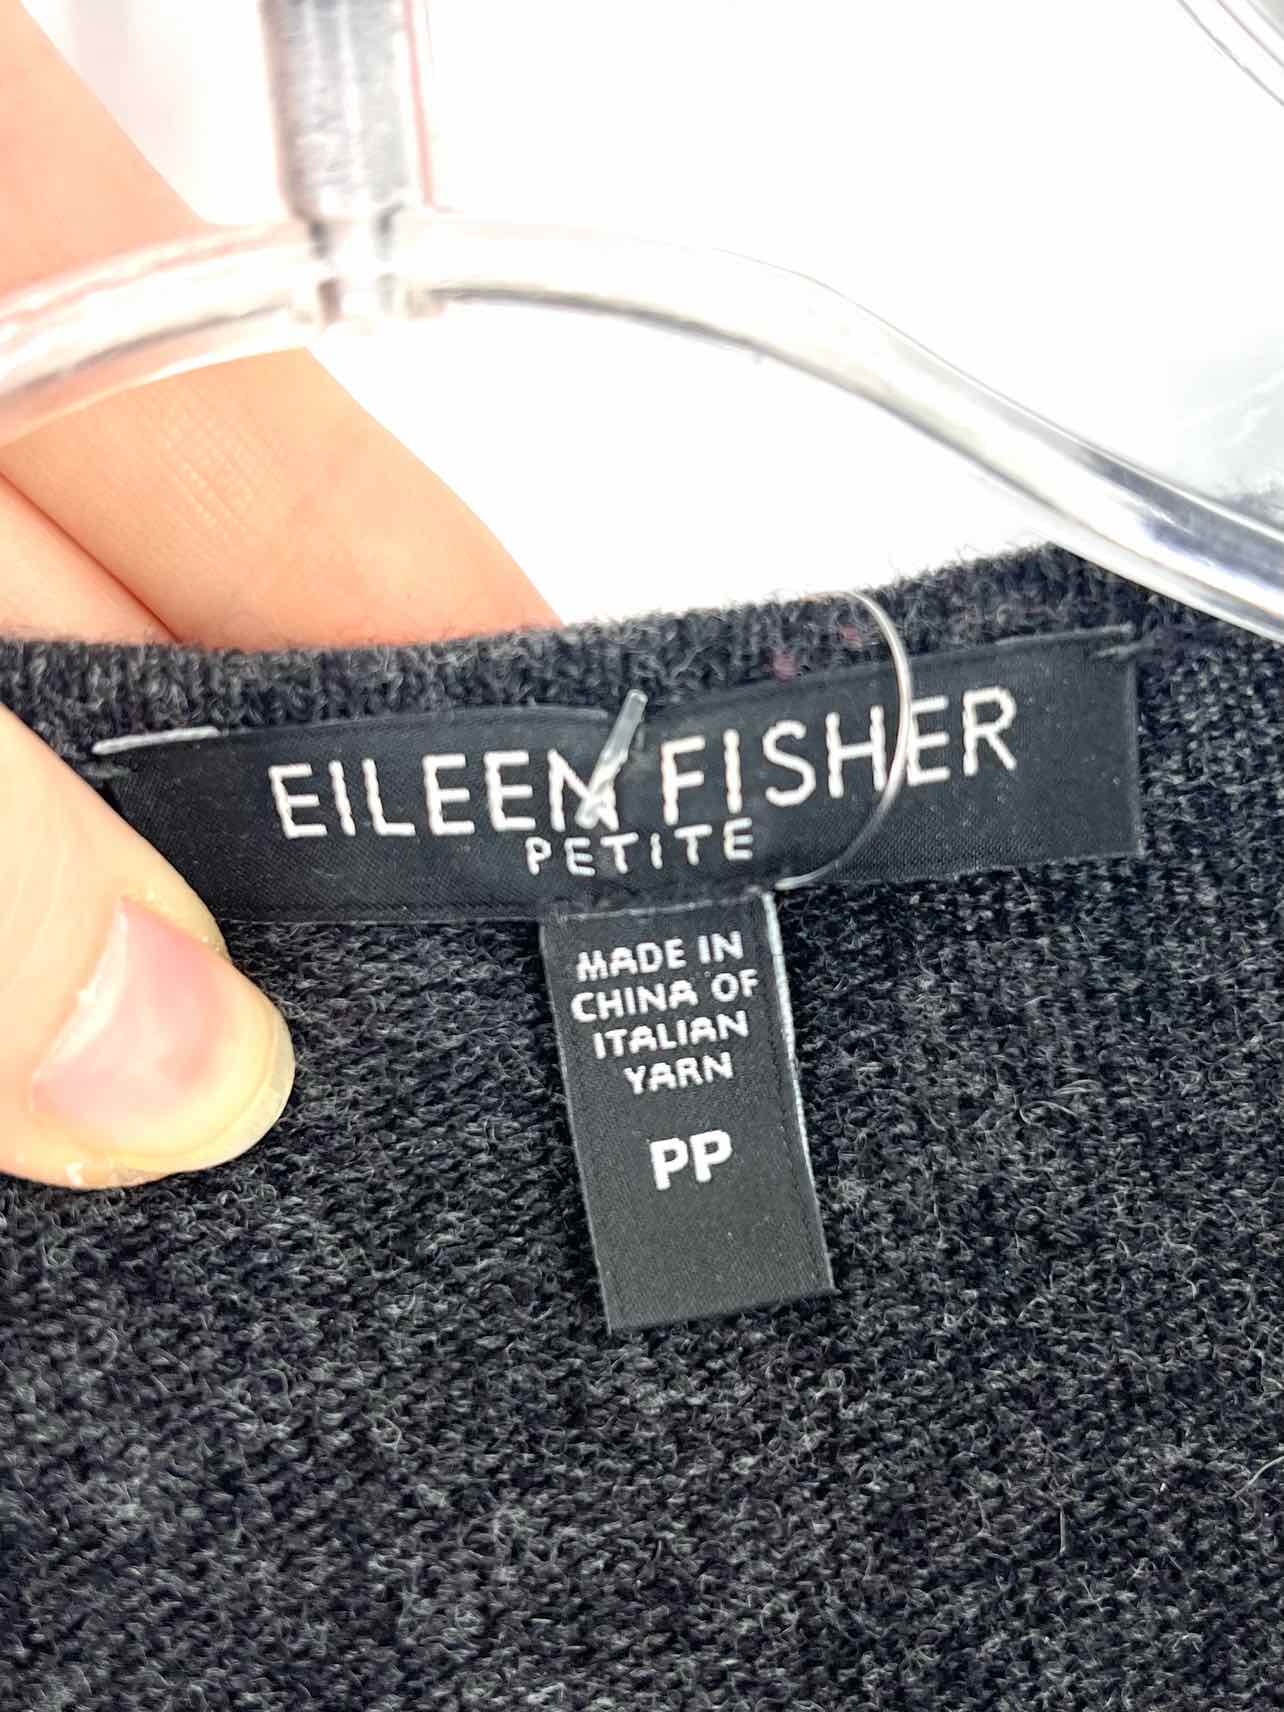 EILEEN FISHER
PETITE
MADE IN
CHINA OF
ITALIAN
YARN
PP